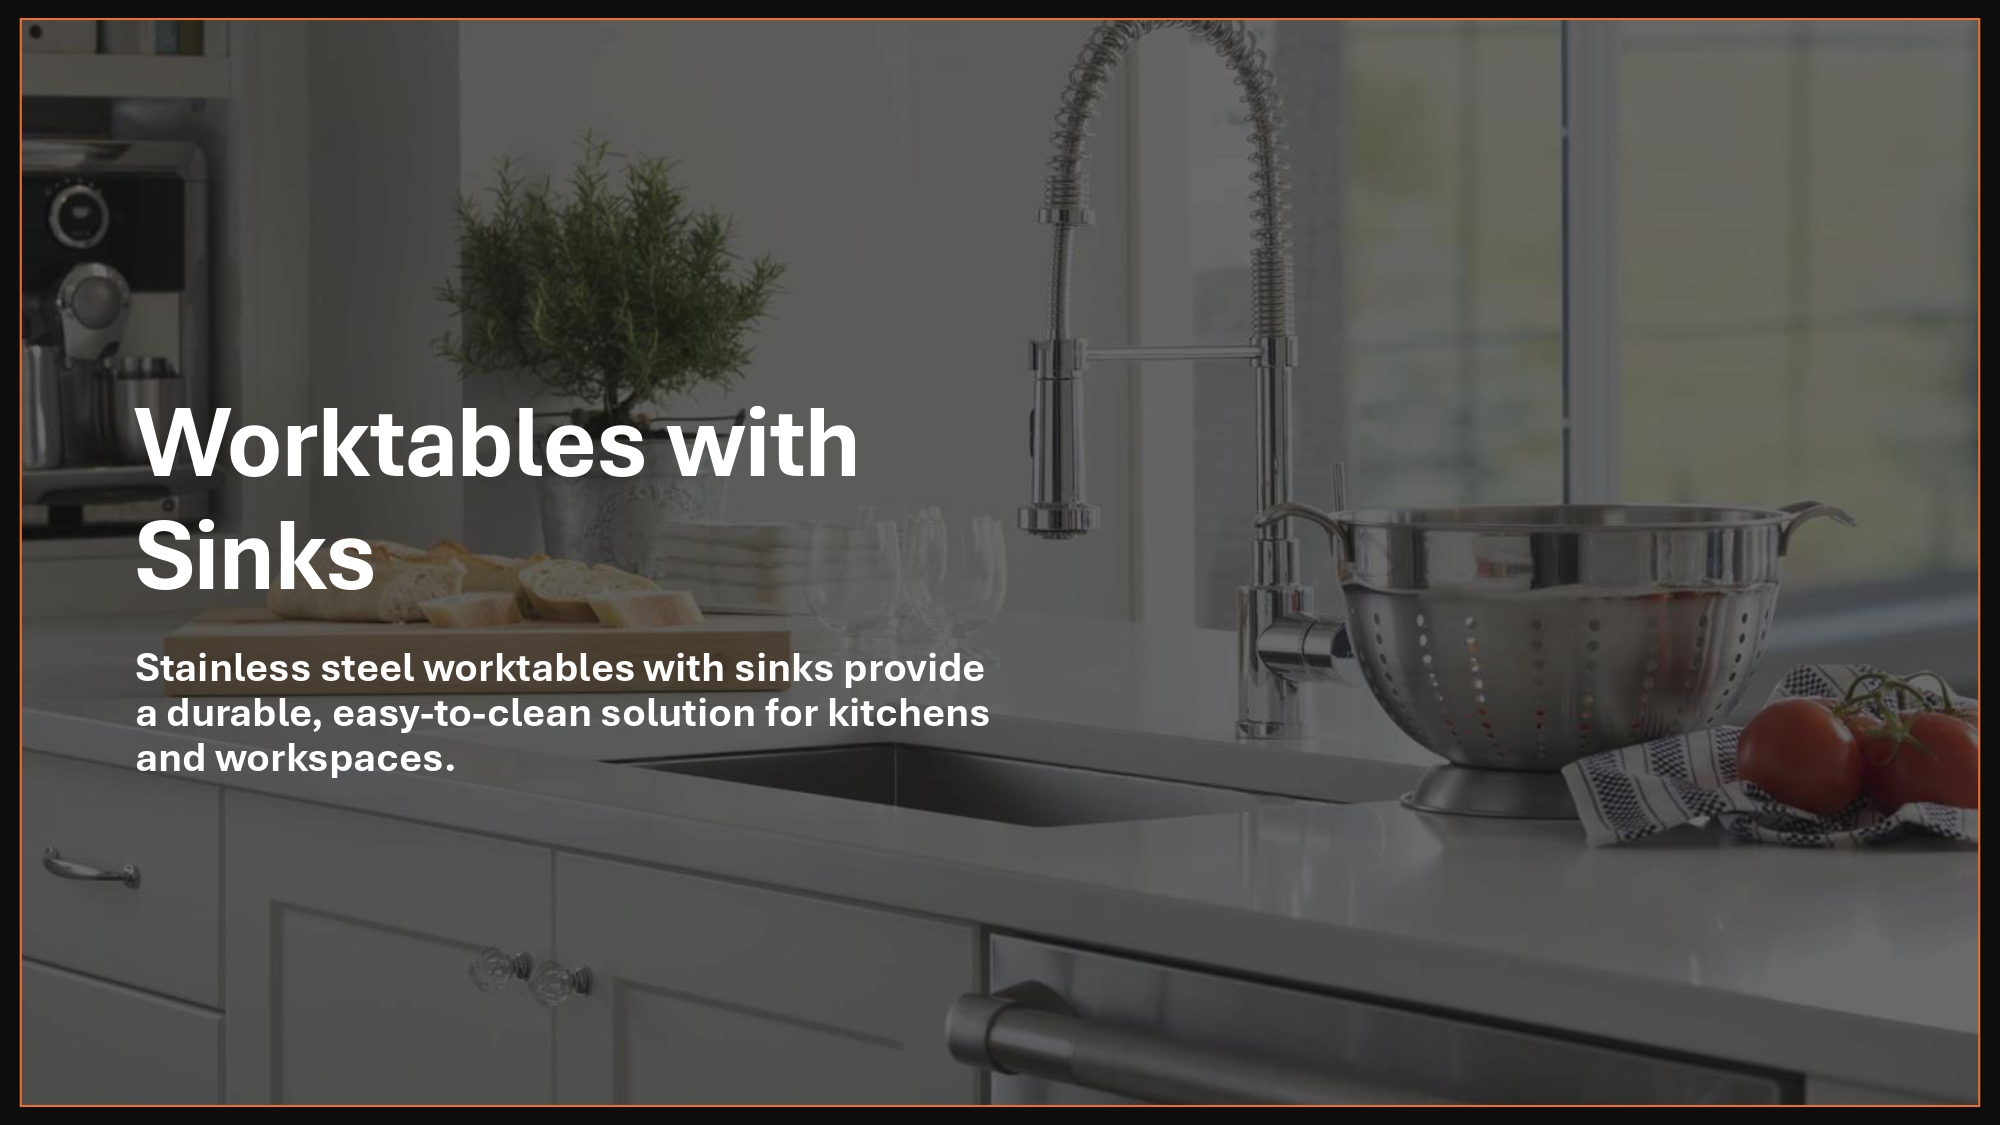 Worktables with
Sinks
Stainless steel worktables with sinks provide
a durable, easy-to-clean solution for kitchens
and workspaces.